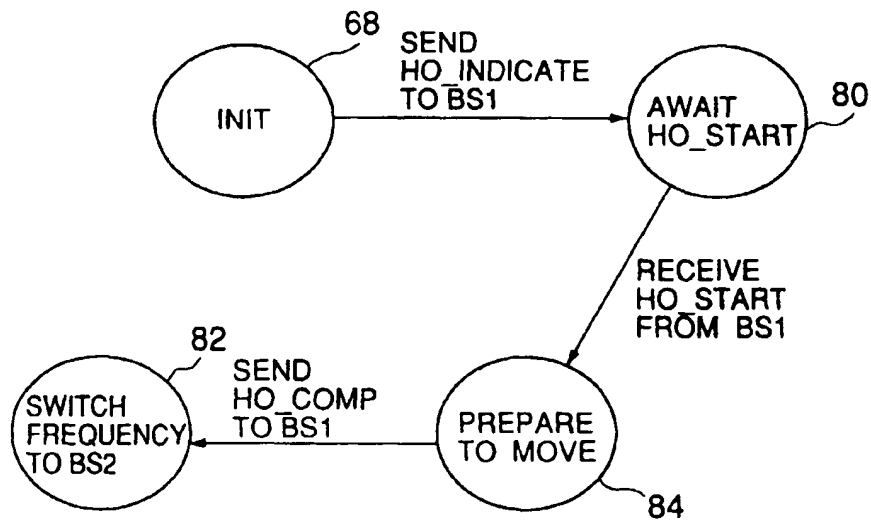 68
SEND
HO_INDICATE
TO BS1
INIT
AWAIT
HO_START
80
RECEIVE
HO_START
FROM BS1
82
SEND
HO_COMP
TO BS1
SWITCH
FREQUENCY
TO BS2
PREPARE
TO MOVE
84